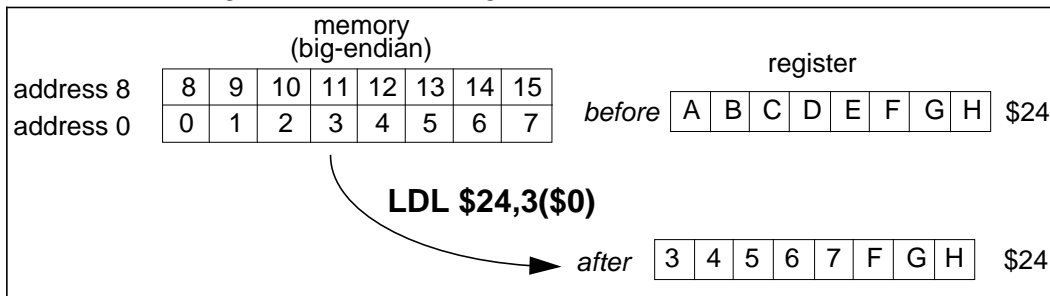 memory
(big-endian)
register
address 8 8 9 10 11 12 13 14 15
address 0 0 1 2 3 4 5 6 7
before A B C D E F G H $24
LDL $24,3($0)
after 3 4 5 6 7 F G H $24